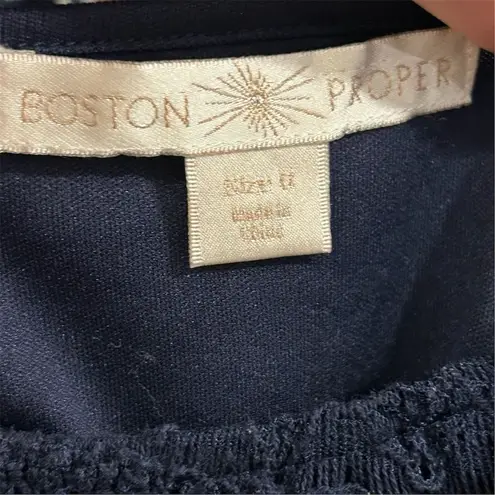 BOSTON PROPER
Size:
Made in
China